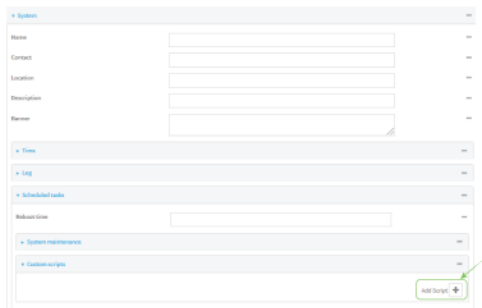 System
Name
Contact
Location
Description
Banner
Time
Log
Scheduled tasks
Reboot time
System maintenance
Custom scripts
Add Script